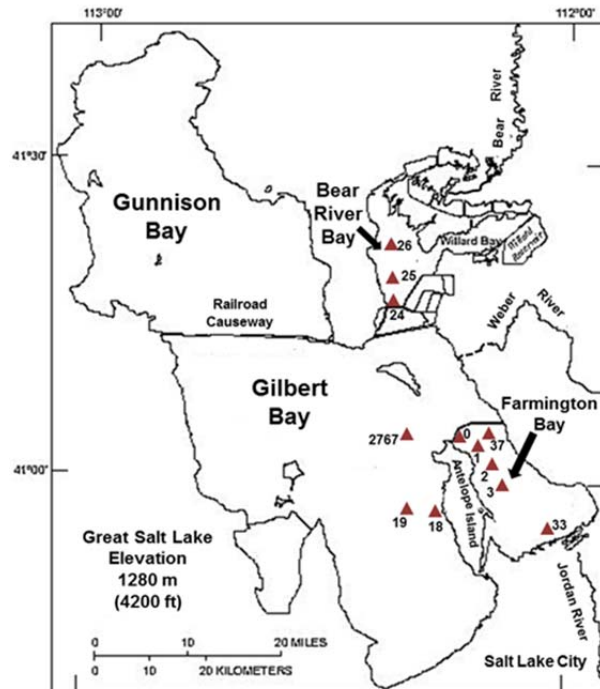 113°00'
112°00'
Bear River
41°30'
Gunnison
Bay
Bear
River
Bay
26
Willard Bay
Willard
Reservoir
25
24
Railroad
Causeway
Weber River
Gilbert
Bay
Farmington
Bay
2767
0
37
1
2
3
41°00'
Antelope Island
19
18
33
Great Salt Lake
Elevation
1280 m
(4200 ft)
Jordan River
0 10 20 MILES
0 10 20 KILOMETERS
Salt Lake City